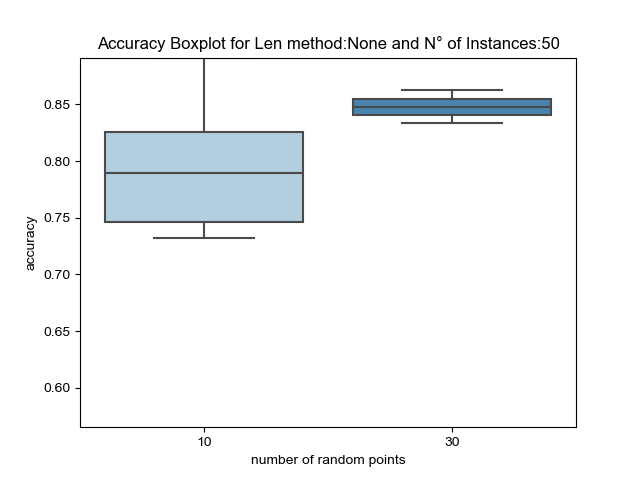 Accuracy Boxplot for Len method:None and N° of Instances:50
accuracy
0.85
0.80
0.75
0.70
0.65
0.60
10
30
number of random points